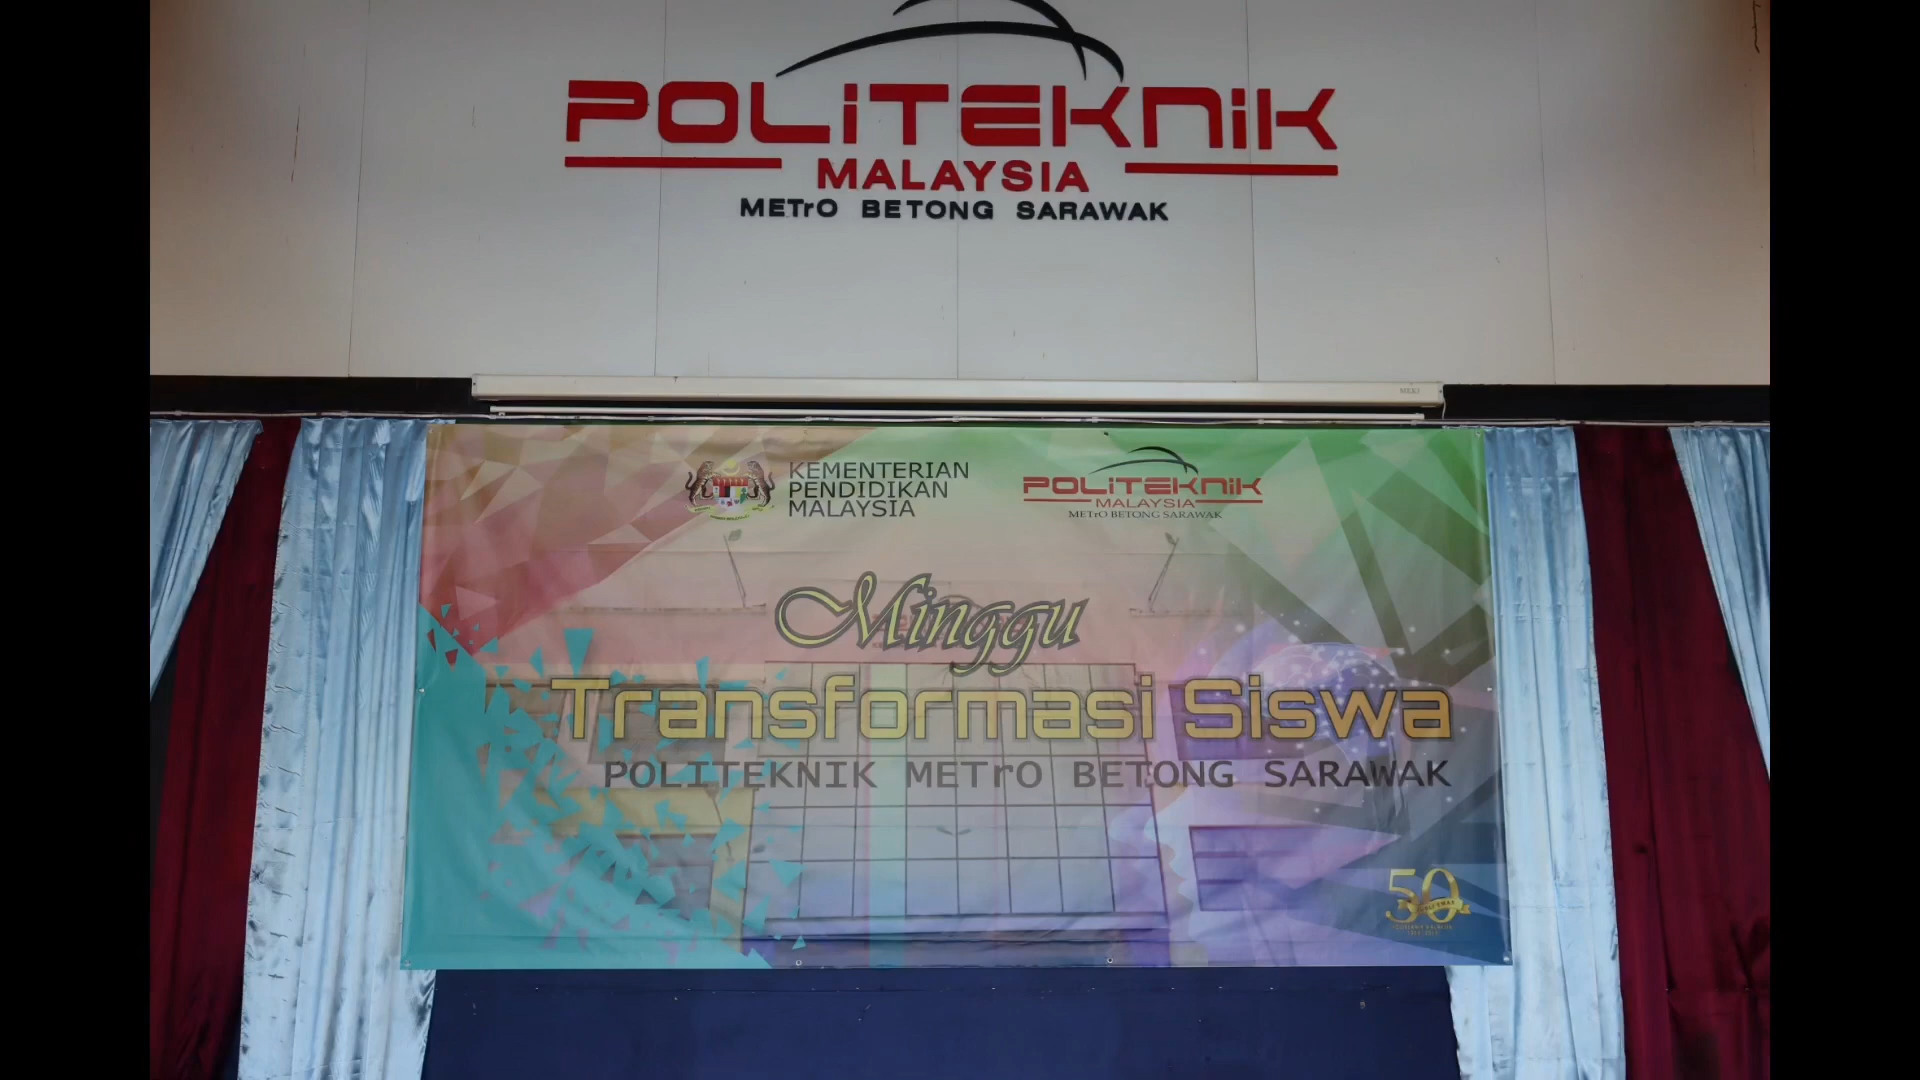 POLITEKNIK
MALAYSIA
METrO BETONG SARAWAK
KEMENTERIAN
PENDIDIKAN
MALAYSIA
POLITEKNIK
MALAYSIA
METrO BETONG SARAWAK
Minggu
Transformasi Siswa
POLITEKNIK METrO BETONG SARAWAK
50